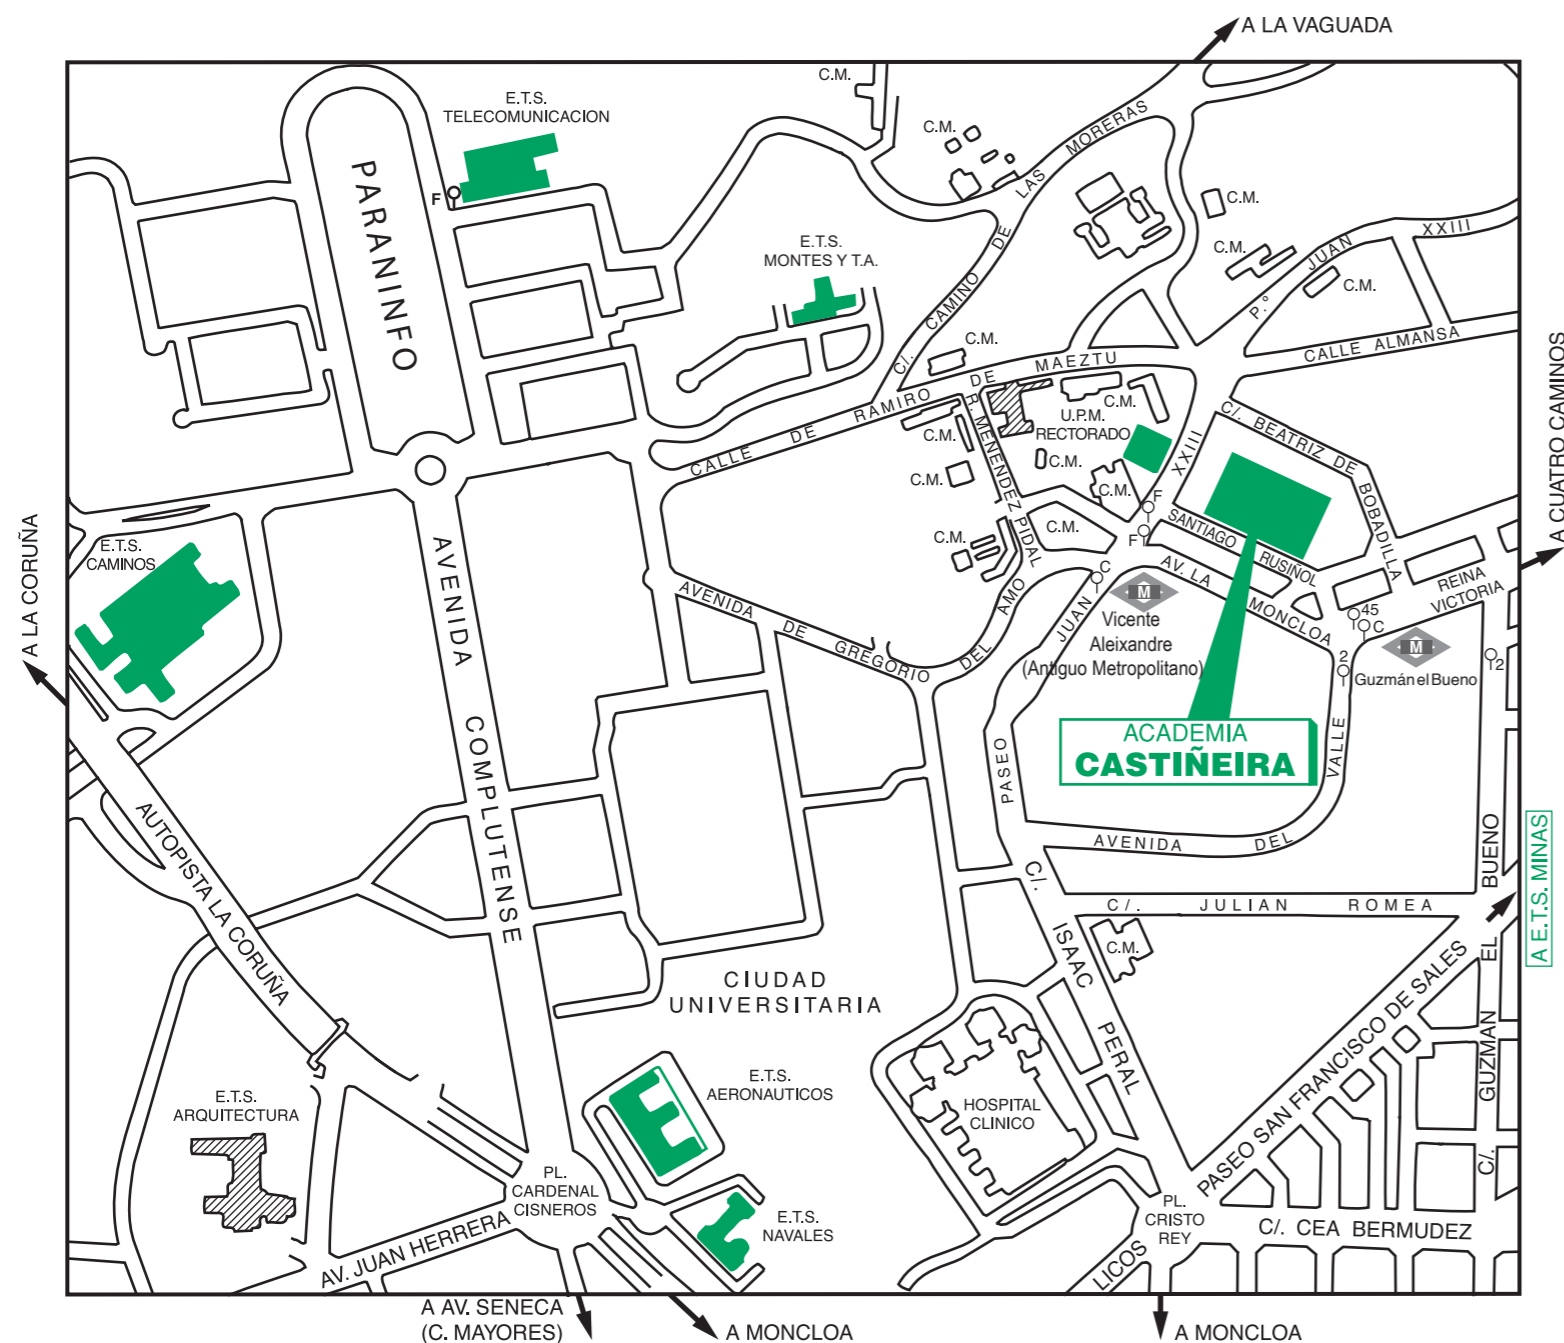 A LA VAGUADA
C.M.
E.T.S.
TELECOMUNICACION
F
PARANINFO
C.M.
C/. CAMINO DE LAS MORERAS
C.M.
C.M.
P.º JUAN XXIII
C.M.
E.T.S.
MONTES Y T.A.
CALLE ALMANSA
A CUATRO CAMINOS
C.M.
CALLE DE RAMIRO DE MAEZTU
R. MENENDEZ PIDAL
U.P.M.
RECTORADO
C.M.
C.M.
C.M.
C.M.
C.M.
C.M.
C.M.
XXIII
C/. BEATRIZ DE BOBADILLA
SANTIAGO RUSIÑOL
F
F
C
AV. LA MONCLOA
REINA
VICTORIA
45
C
2
2
M
Vicente
Aleixandre
(Antiguo Metropolitano)
M
Guzmán el Bueno
A LA CORUÑA
E.T.S.
CAMINOS
AVENIDA COMPLUTENSE
AVENIDA DE GREGORIO DEL AMO
PASEO JUAN
ACADEMIA
CASTIÑEIRA
AVENIDA DEL VALLE
AUTOPISTA LA CORUÑA
C/. JULIAN ROMEA
C/. GUZMAN EL BUENO
A E.T.S. MINAS
C/. ISAAC PERAL
C.M.
CIUDAD
UNIVERSITARIA
PASEO SAN FRANCISCO DE SALES
E.T.S.
ARQUITECTURA
E.T.S.
AERONAUTICOS
HOSPITAL
CLINICO
PL.
CARDENAL
CISNEROS
E.T.S.
NAVALES
PL.
CRISTO
REY
C/. CEA BERMUDEZ
AV. JUAN HERRERA
LICOS
A AV. SENECA
(C. MAYORES)
A MONCLOA
A MONCLOA